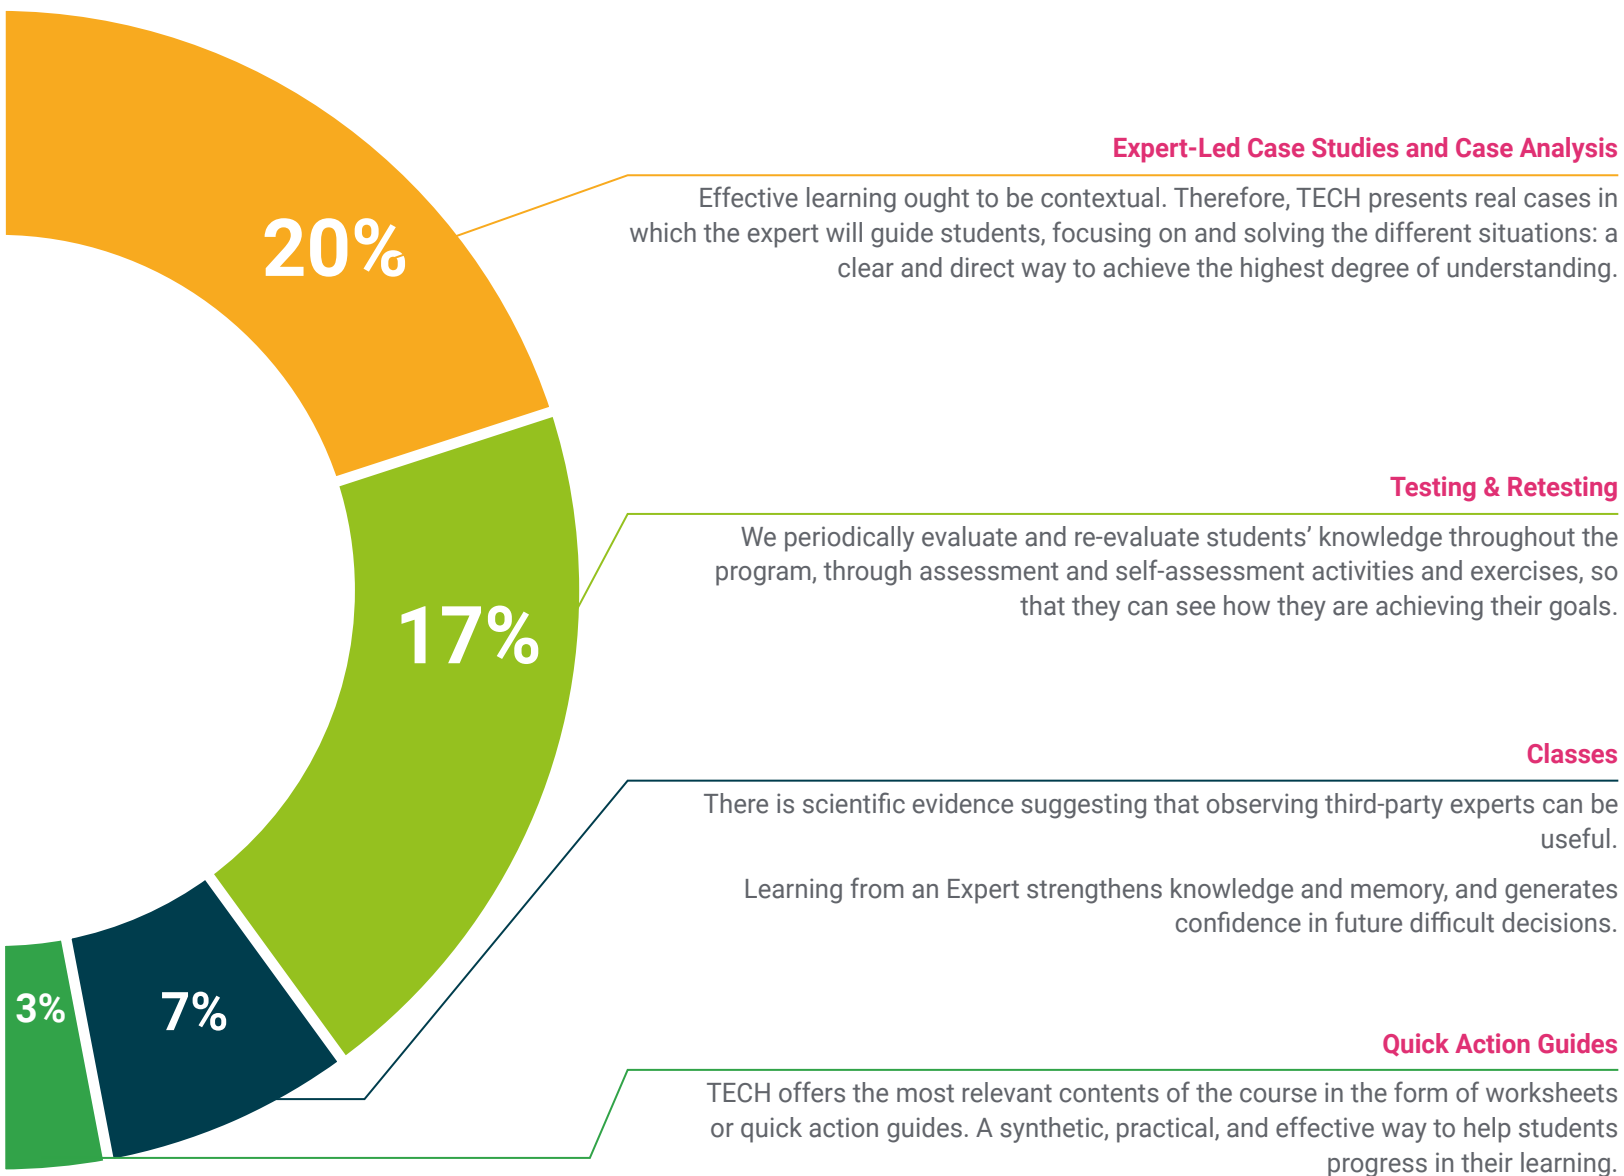 Expert-Led Case Studies and Case Analysis
Effective learning ought to be contextual. Therefore, TECH presents real cases in
which the expert will guide students, focusing on and solving the different situations: a
clear and direct way to achieve the highest degree of understanding.
20%
Testing & Retesting
We periodically evaluate and re-evaluate students’ knowledge throughout the
program, through assessment and self-assessment activities and exercises, so
that they can see how they are achieving their goals.
17%
Classes
There is scientific evidence suggesting that observing third-party experts can be
useful.
Learning from an Expert strengthens knowledge and memory, and generates
confidence in future difficult decisions.
7%
3%
Quick Action Guides
TECH offers the most relevant contents of the course in the form of worksheets
or quick action guides. A synthetic, practical, and effective way to help students
progress in their learning.